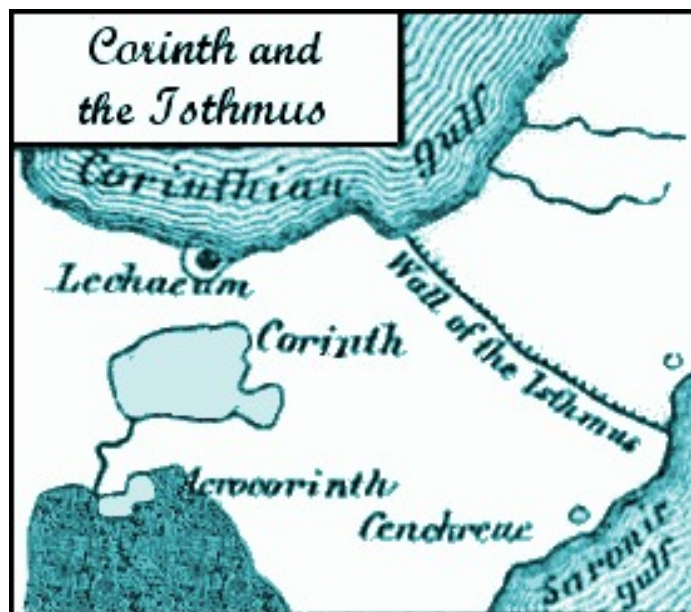 Corinth and
the Isthmus
Corinthian gulf
Lechaeum
Corinth
Wall of the Isthmus
Acrocorinth
Cenchreae
Saronic
gulf